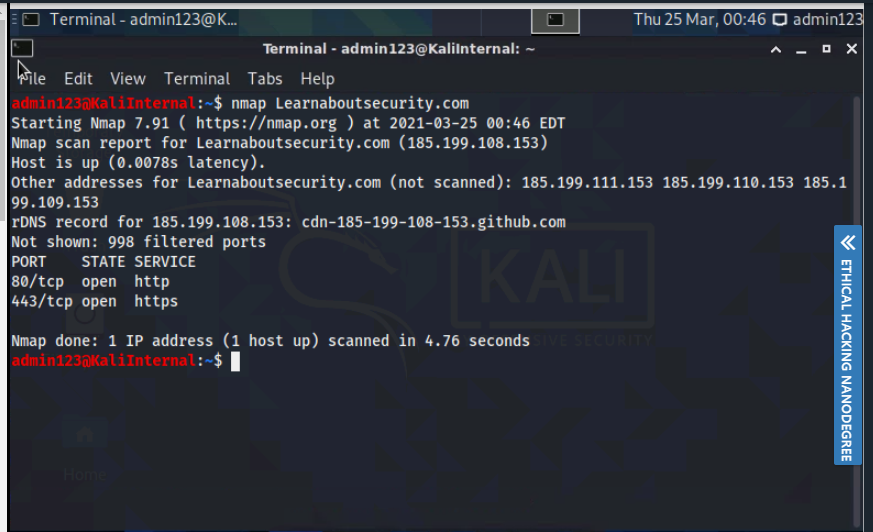 Terminal - admin123@K...
Thu 25 Mar, 00:46 admin123
Terminal - admin123@KaliInternal: ~
File Edit View Terminal Tabs Help
admin123@KaliInternal:~$ nmap Learnaboutsecurity.com
Starting Nmap 7.91 ( https://nmap.org ) at 2021-03-25 00:46 EDT
Nmap scan report for Learnaboutsecurity.com (185.199.108.153)
Host is up (0.0078s latency).
Other addresses for Learnaboutsecurity.com (not scanned): 185.199.111.153 185.199.110.153 185.1
99.109.153
rDNS record for 185.199.108.153: cdn-185-199-108-153.github.com
Not shown: 998 filtered ports
PORT    STATE SERVICE
80/tcp  open  http
443/tcp open  https
Nmap done: 1 IP address (1 host up) scanned in 4.76 seconds
admin123@KaliInternal:~$
KALI
SIVE SECURITY
Home
ETHICAL HACKING NANODEGREE